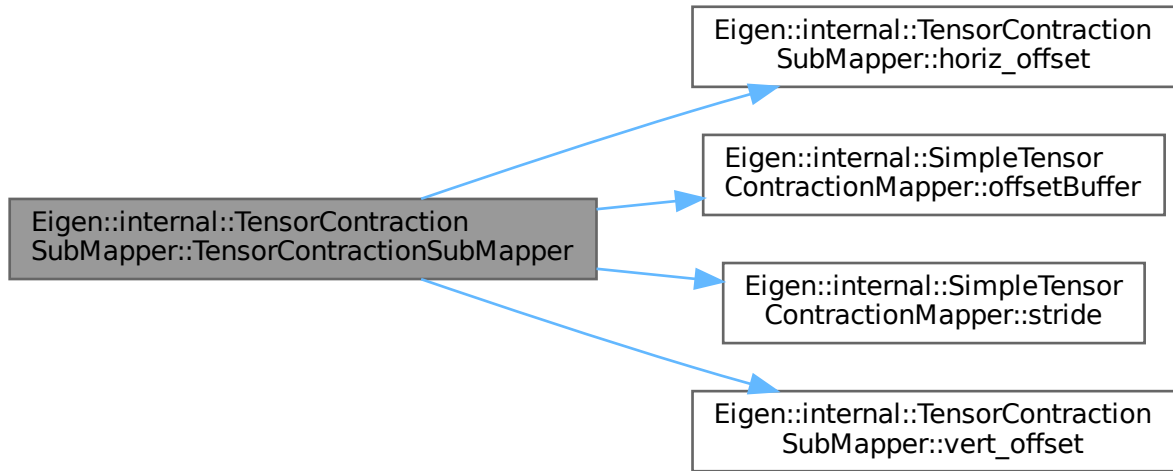 Eigen::internal::TensorContraction
SubMapper::TensorContractionSubMapper
Eigen::internal::TensorContraction
SubMapper::horiz_offset
Eigen::internal::SimpleTensor
ContractionMapper::offsetBuffer
Eigen::internal::SimpleTensor
ContractionMapper::stride
Eigen::internal::TensorContraction
SubMapper::vert_offset